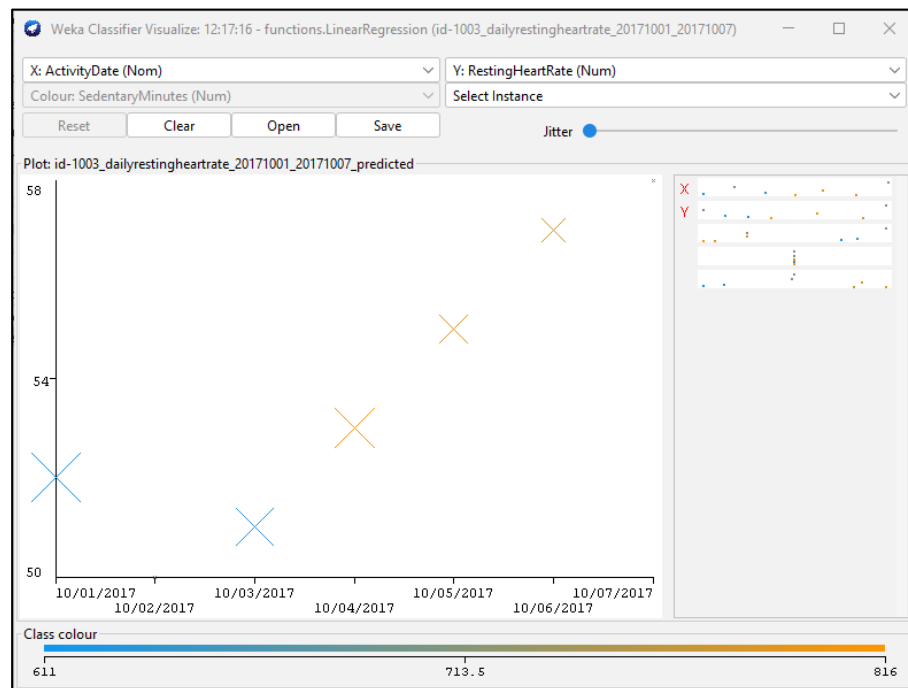 Weka Classifier Visualize: 12:17:16 - functions.LinearRegression (id-1003_dailyrestingheartrate_20171001_20171007)
X: ActivityDate (Nom) Y: RestingHeartRate (Num)
Colour: SedentaryMinutes (Num) Select Instance
Reset Clear Open Save Jitter
Plot: id-1003_dailyrestingheartrate_20171001_20171007_predicted
58
X
Y
54
50
10/01/2017 10/03/2017 10/05/2017 10/07/2017
10/02/2017 10/04/2017 10/06/2017
Class colour
611 713.5 816